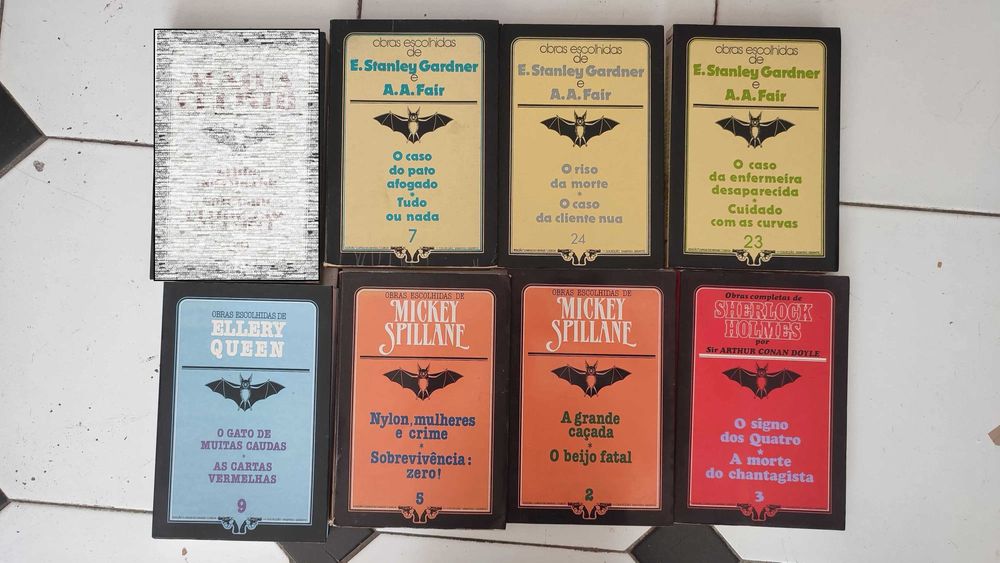 obras escolhidas
de
E. Stanley Gardner
e
A.A. Fair
O caso
do pato
afogado
*
Tudo
ou nada
7
obras escolhidas
de
E. Stanley Gardner
e
A.A. Fair
O riso
da morte
*
O caso
da cliente nua
24
obras escolhidas
de
E. Stanley Gardner
e
A.A. Fair
O caso
da enfermeira
desaparecida
*
Cuidado
com as curvas
23
OBRAS ESCOLHIDAS DE
ELLERY
QUEEN
O GATO DE
MUITAS CAUDAS
*
AS CARTAS
VERMELHAS
9
OBRAS ESCOLHIDAS DE
MICKEY
SPILLANE
Nylon, mulheres
e crime
*
Sobrevivência:
zero!
5
OBRAS ESCOLHIDAS DE
MICKEY
SPILLANE
A grande
caçada
*
O beijo fatal
2
Obras completas de
SHERLOCK
HOLMES
por
Sir ARTHUR CONAN DOYLE
O signo
dos Quatro
*
A morte
do chantagista
3